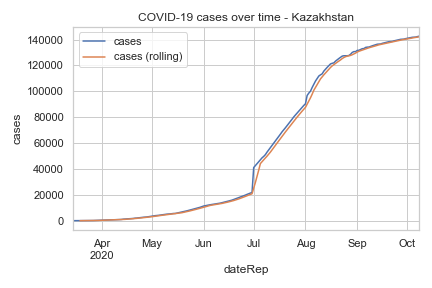 COVID-19 cases over time - Kazakhstan
cases
cases (rolling)
140000
120000
100000
80000
60000
40000
20000
0
cases
Apr
2020
May
Jun
Jul
Aug
Sep
Oct
dateRep